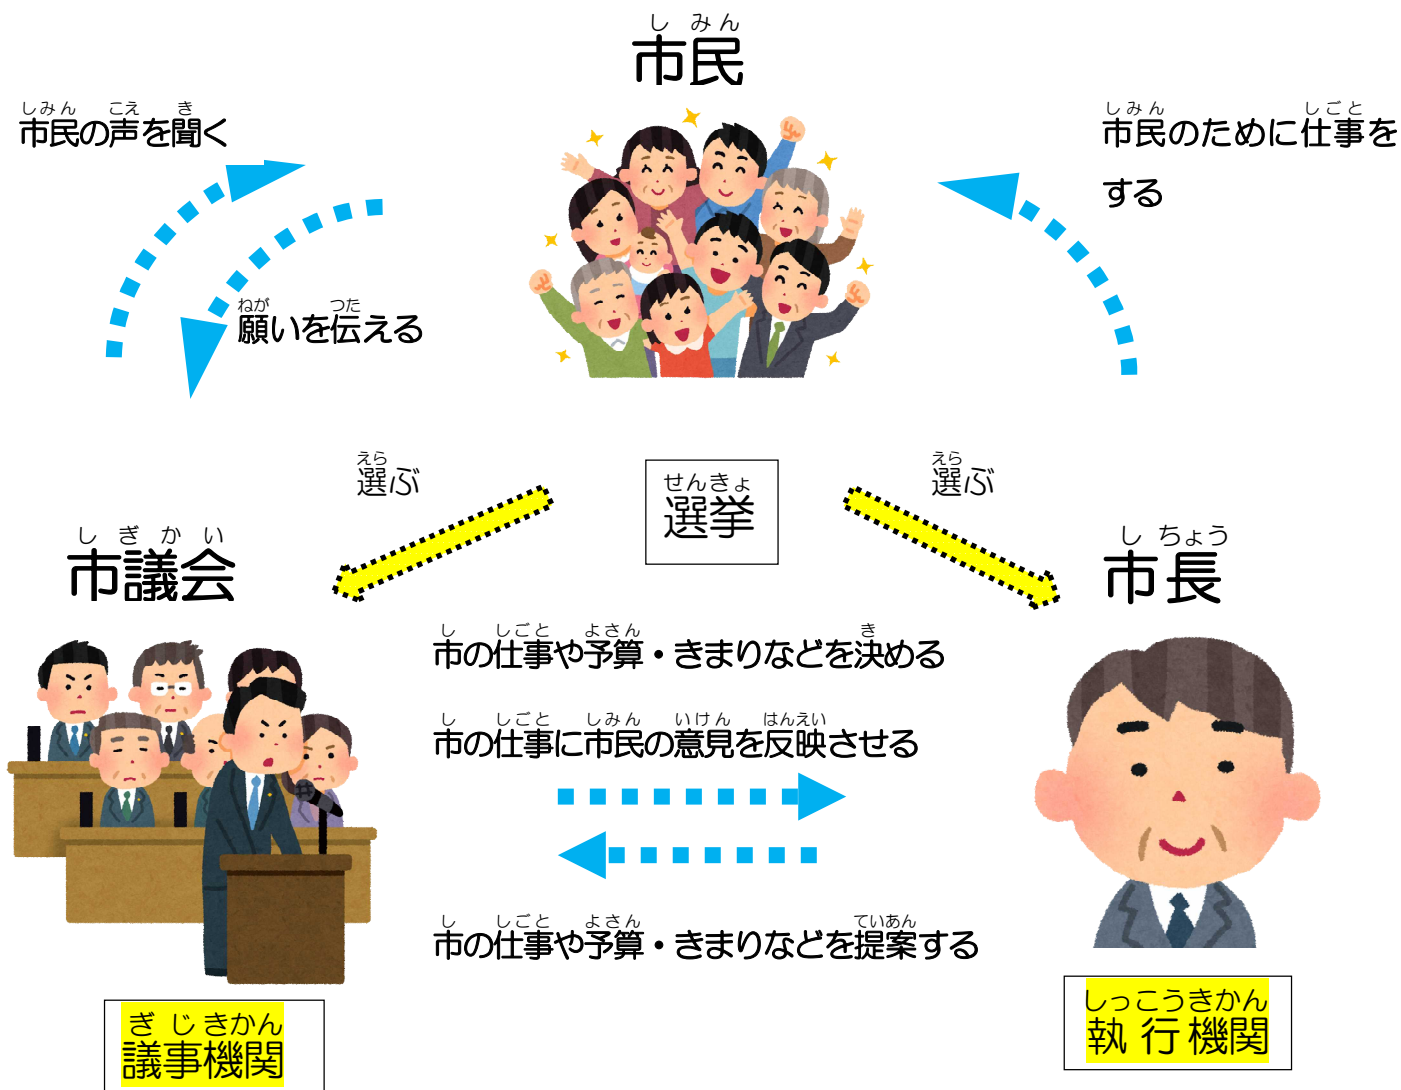 しみん
市民
しみん こえ き
市民の声を聞く
しみん しごと
市民のために仕事を
する
ねが つた
願いを伝える
えら
選ぶ
せんきょ
選挙
えら
選ぶ
しぎかい
市議会
しちょう
市長
し しごと よさん き
市の仕事や予算・きまりなどを決める
し しごと しみん いけん はんえい
市の仕事に市民の意見を反映させる
し しごと よさん ていあん
市の仕事や予算・きまりなどを提案する
ぎじきかん
議事機関
しっこうきかん
執行機関